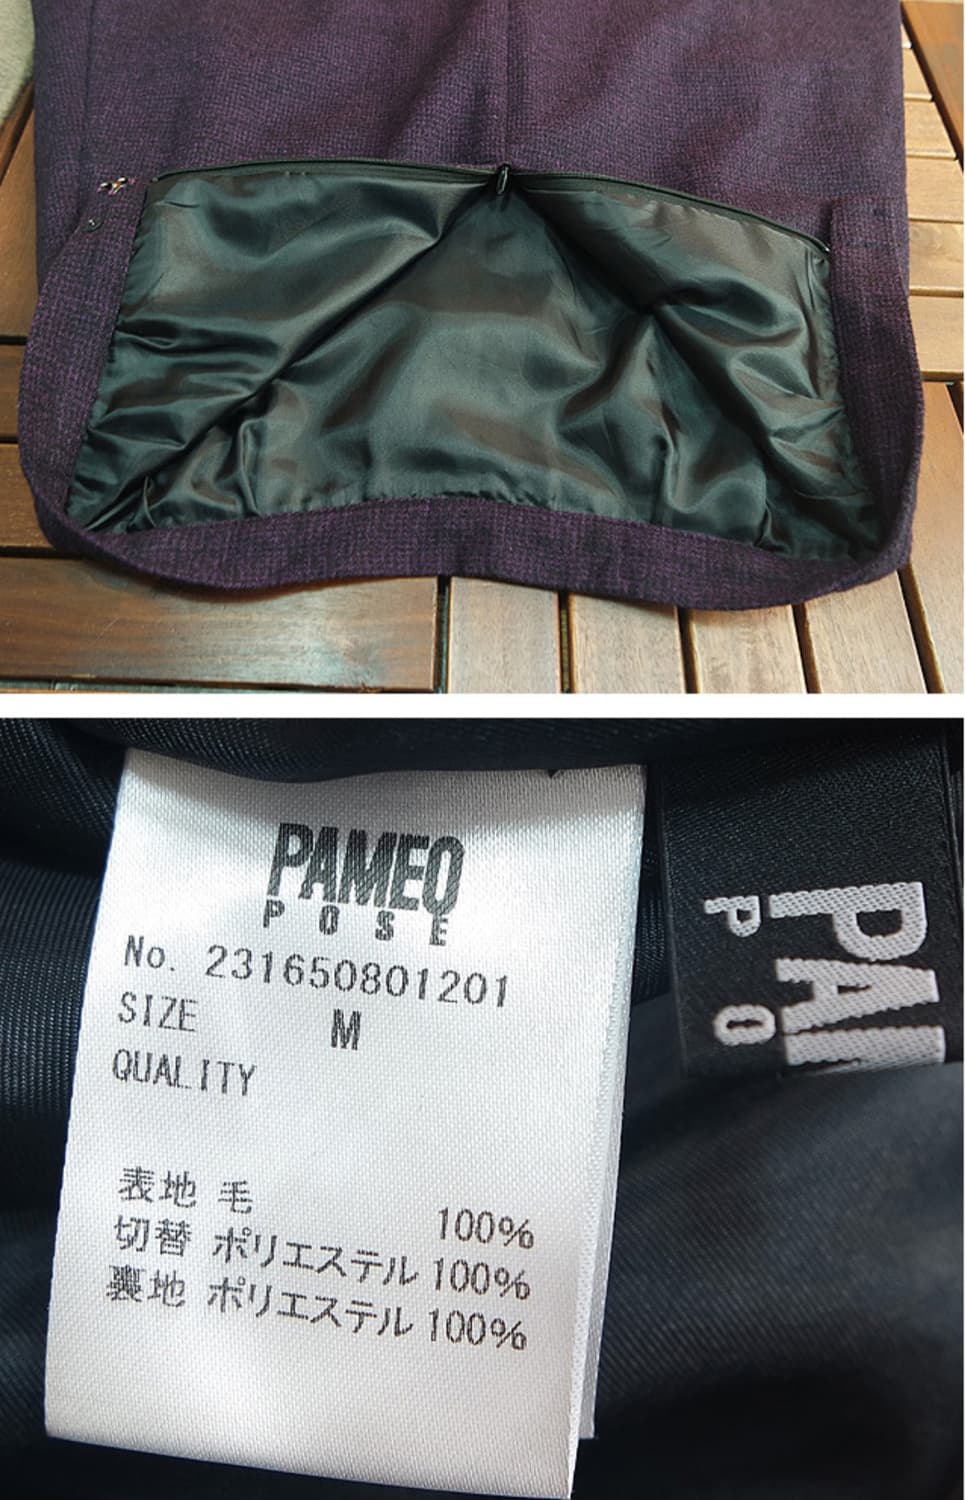 PAMEO
POSE
No. 231650801201
SIZE M
QUALITY
表地 毛 100%
切替 ポリエステル 100%
裏地 ポリエステル 100%
PAM
PO